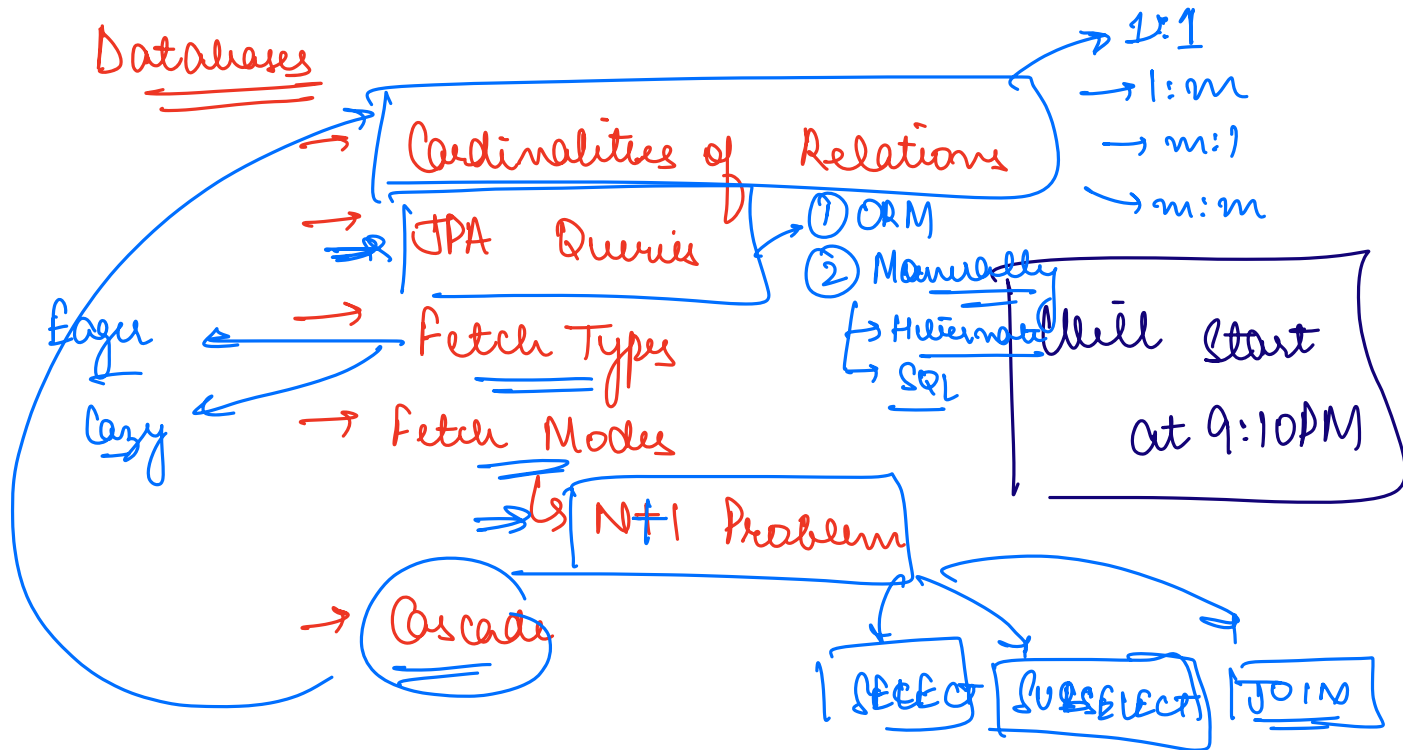 Databases
Cardinalities of Relations
→ 1:1
→ 1:m
→ m:1
→ m:m
→ JPA Queries
① ORM
② Manually
→ Hibernate
→ SQL
→ Fetch Types
Eager
Lazy
Will Start
at 9:10PM
→ Fetch Modes
↳ N+1 Problem
SELECT
SUBSELECT
JOIN
→ Cascade